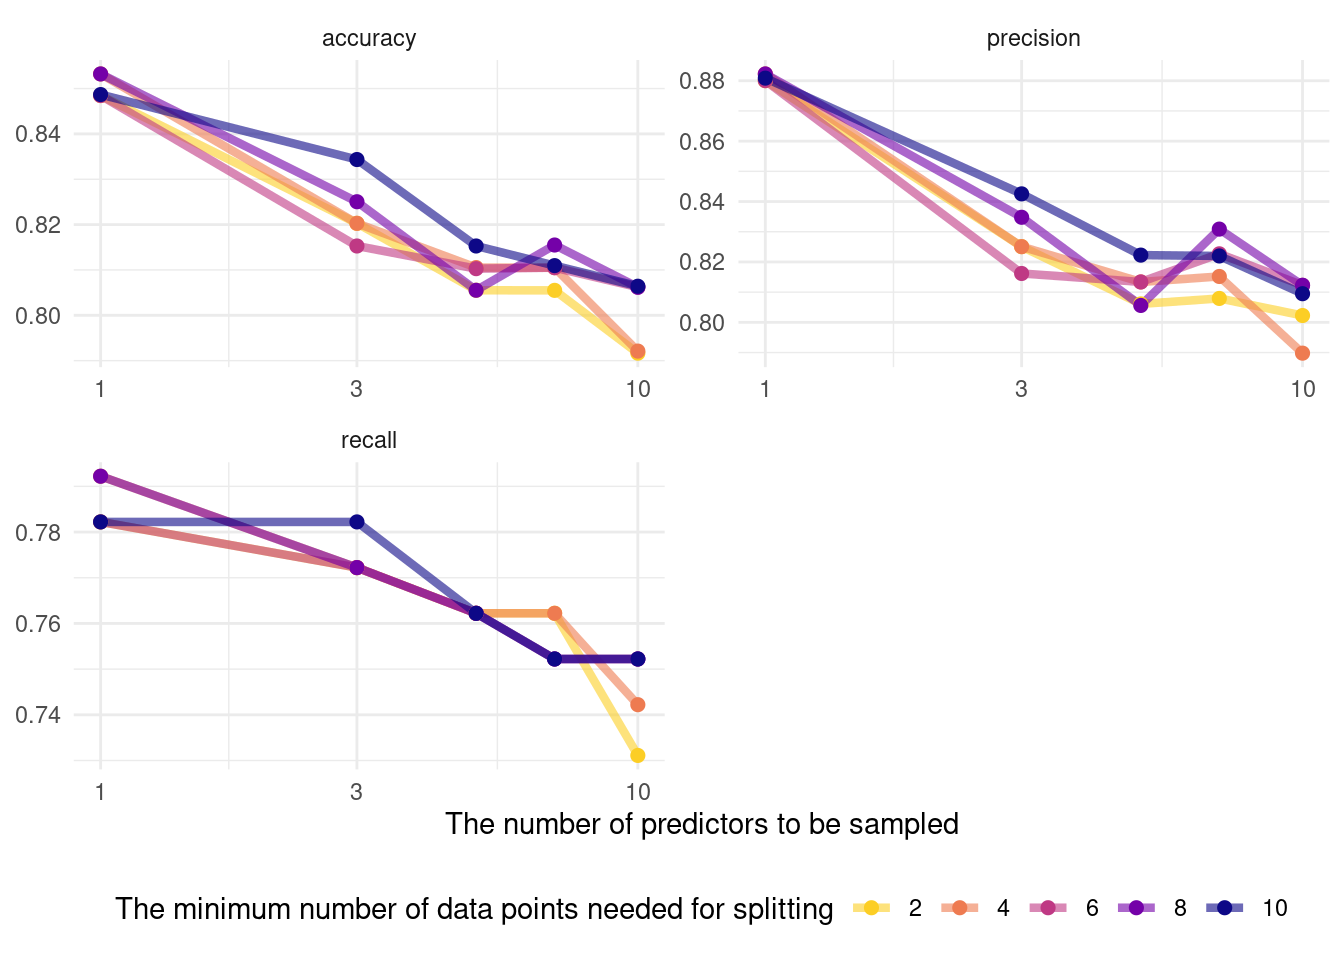 accuracy
precision
0.84
0.82
0.80
1 3 10
0.88
0.86
0.84
0.82
0.80
1 3 10
recall
0.78
0.76
0.74
1 3 10
The number of predictors to be sampled
The minimum number of data points needed for splitting 2 4 6 8 10